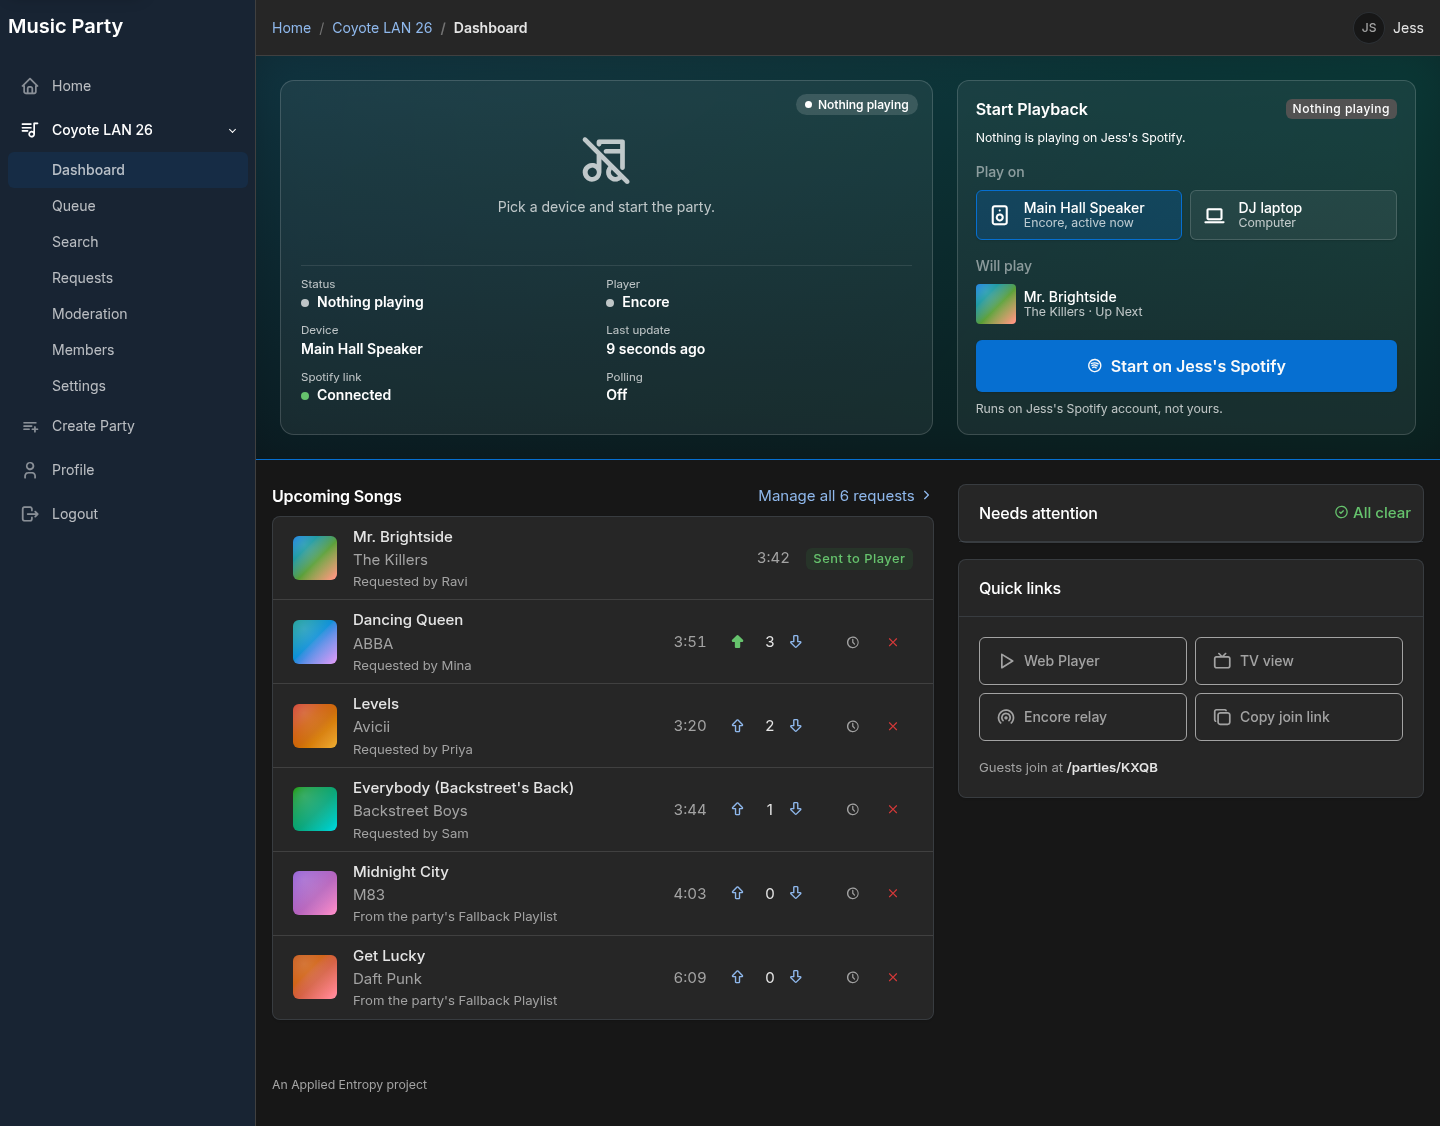 Music Party
Home
Coyote LAN 26
Dashboard
Queue
Search
Requests
Moderation
Members
Settings
Create Party
Profile
Logout
Home / Coyote LAN 26 / Dashboard
JS Jess
Nothing playing
Pick a device and start the party.
Status
Nothing playing
Player
Encore
Device
Main Hall Speaker
Last update
9 seconds ago
Spotify link
Connected
Polling
Off
Start Playback
Nothing playing
Nothing is playing on Jess's Spotify.
Play on
Main Hall Speaker
Encore, active now
DJ laptop
Computer
Will play
Mr. Brightside
The Killers · Up Next
Start on Jess's Spotify
Runs on Jess's Spotify account, not yours.
Upcoming Songs
Manage all 6 requests
Mr. Brightside
The Killers
Requested by Ravi
3:42 Sent to Player
Dancing Queen
ABBA
Requested by Mina
3:51 3
Levels
Avicii
Requested by Priya
3:20 2
Everybody (Backstreet's Back)
Backstreet Boys
Requested by Sam
3:44 1
Midnight City
M83
From the party's Fallback Playlist
4:03 0
Get Lucky
Daft Punk
From the party's Fallback Playlist
6:09 0
Needs attention
All clear
Quick links
Web Player
TV view
Encore relay
Copy join link
Guests join at /parties/KXQB
An Applied Entropy project